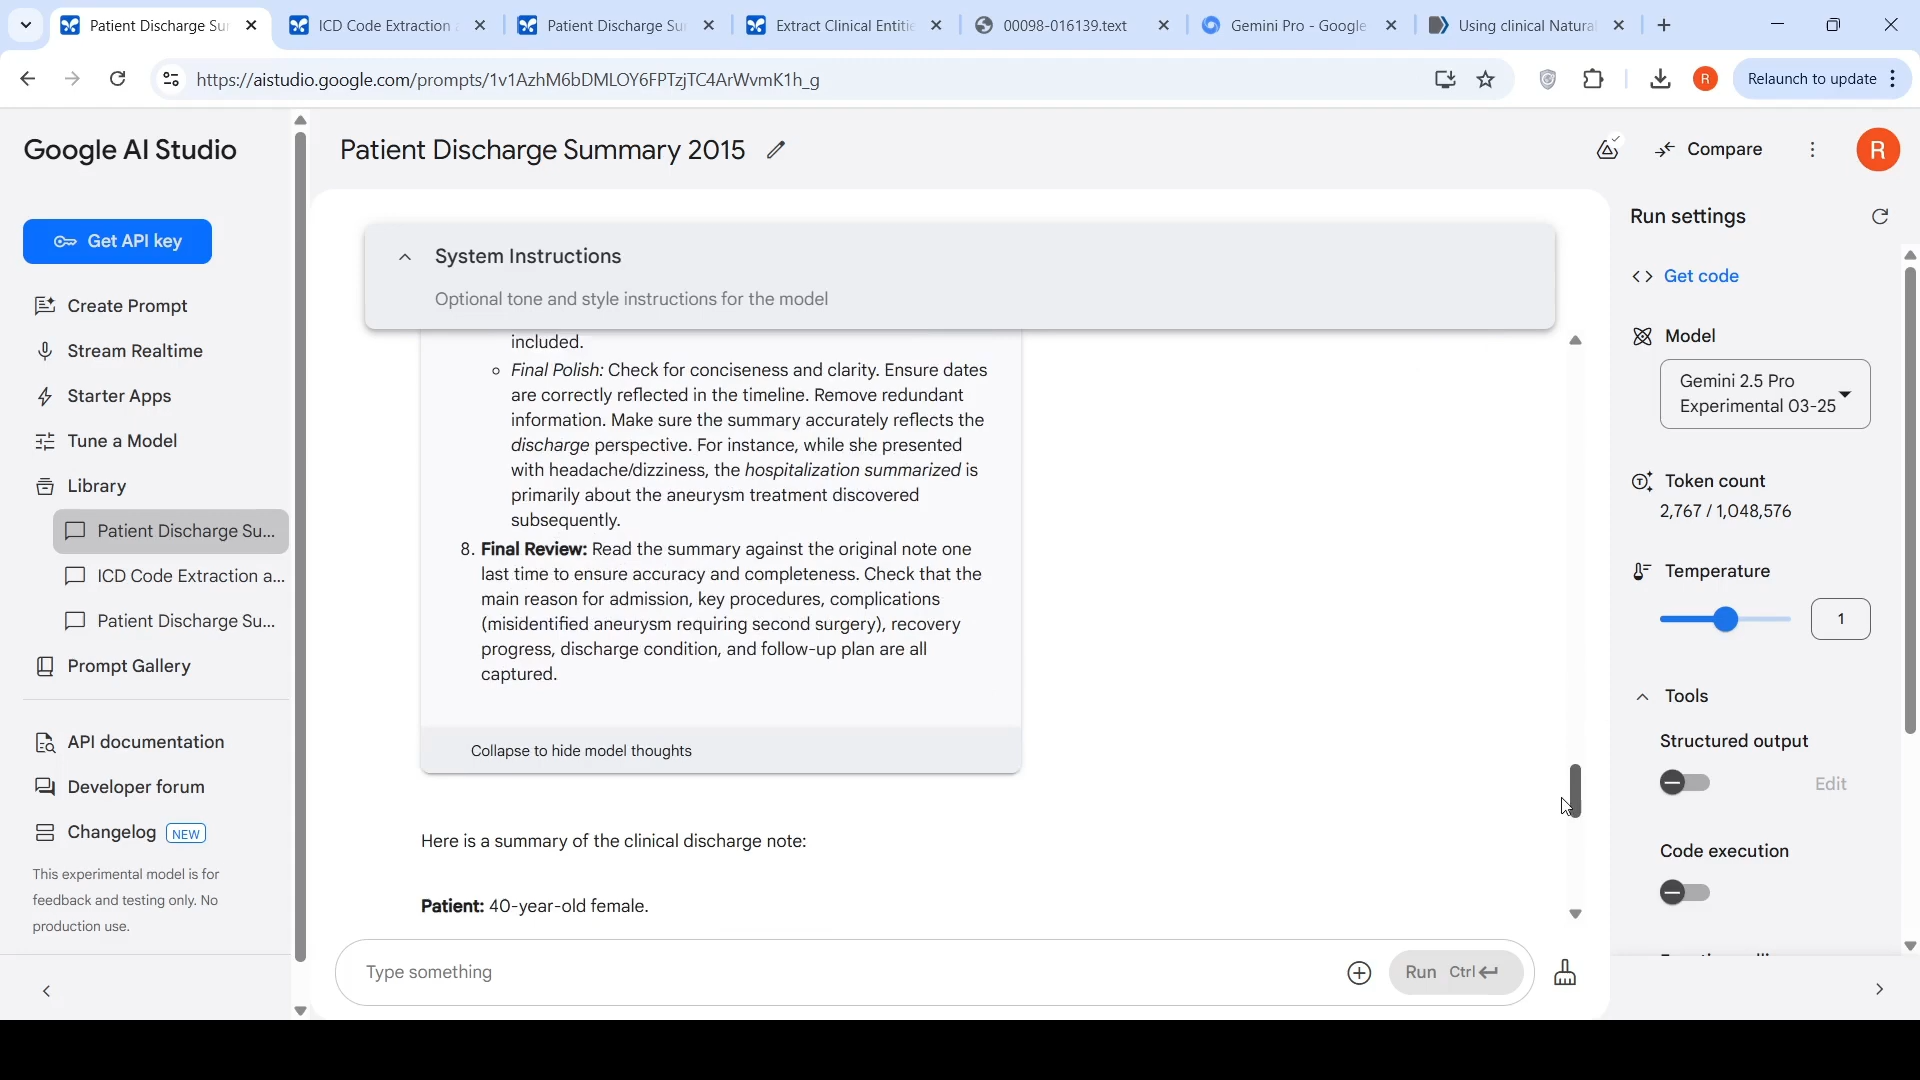 Patient Discharge Sur
ICD Code Extraction
Patient Discharge Su
Extract Clinical Entitie
00098-016139.text
Gemini Pro - Google
Using clinical Natura
https://aistudio.google.com/prompts/1v1AzhM6bDMLOY6FPTzjTC4ArWvmK1h_g
R
Relaunch to update
Google AI Studio
Patient Discharge Summary 2015
Compare
R
Get API key
Create Prompt
Stream Realtime
Starter Apps
Tune a Model
Library
Patient Discharge Su...
ICD Code Extraction a...
Patient Discharge Su...
Prompt Gallery
API documentation
Developer forum
Changelog NEW
This experimental model is for
feedback and testing only. No
production use.
System Instructions
Optional tone and style instructions for the model
included.
Final Polish: Check for conciseness and clarity. Ensure dates
are correctly reflected in the timeline. Remove redundant
information. Make sure the summary accurately reflects the
discharge perspective. For instance, while she presented
with headache/dizziness, the hospitalization summarized is
primarily about the aneurysm treatment discovered
subsequently.
8. Final Review: Read the summary against the original note one
last time to ensure accuracy and completeness. Check that the
main reason for admission, key procedures, complications
(misidentified aneurysm requiring second surgery), recovery
progress, discharge condition, and follow-up plan are all
captured.
Collapse to hide model thoughts
Here is a summary of the clinical discharge note:
Patient: 40-year-old female.
Type something
Run Ctrl
Run settings
Get code
Model
Gemini 2.5 Pro
Experimental 03-25
Token count
2,767 / 1,048,576
Temperature
1
Tools
Structured output
Edit
Code execution